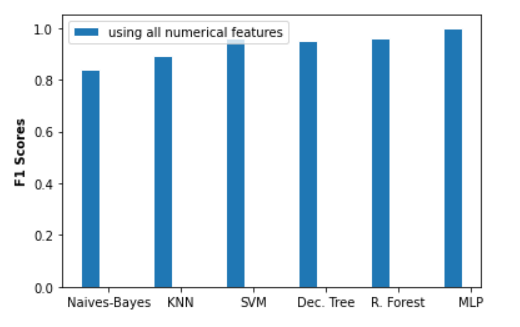 using all numerical features
1.0
0.8
0.6
0.4
0.2
0.0
F1 Scores
Naives-Bayes KNN SVM Dec. Tree R. Forest MLP